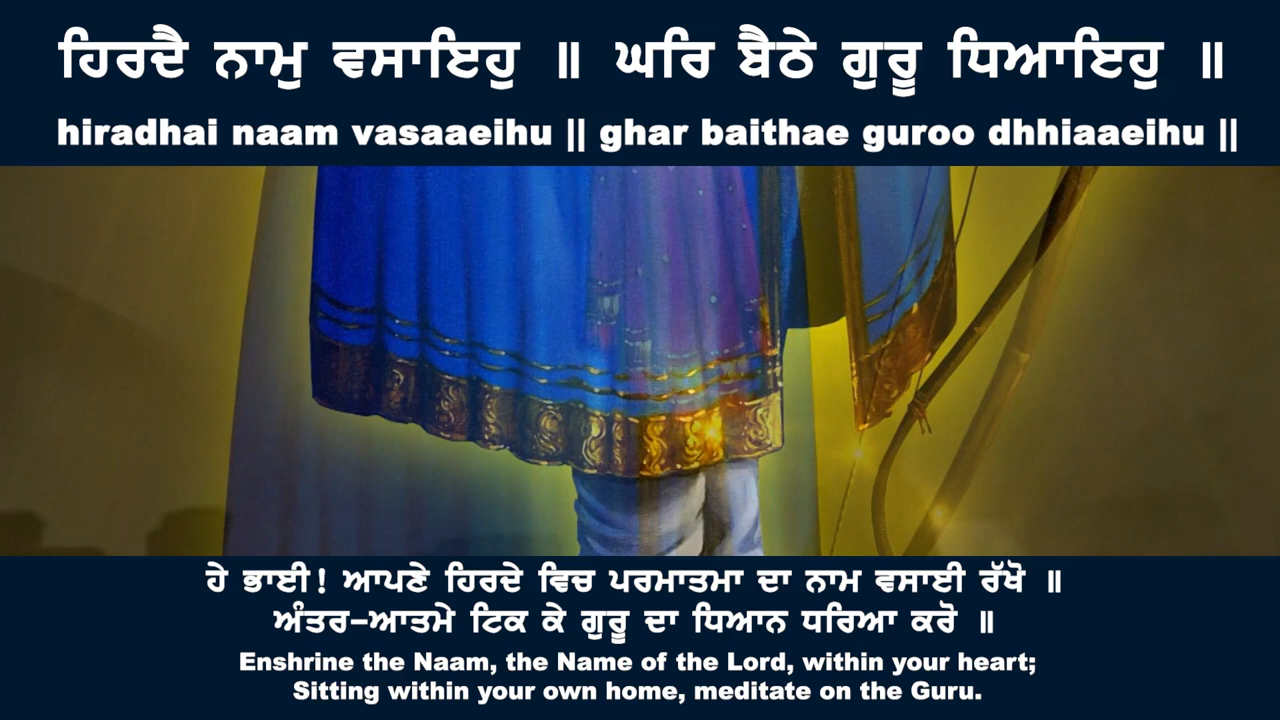 ਹਿਰਦੈ ਨਾਮੁ ਵਸਾਇਹੁ ॥ ਘਰਿ ਬੈਠੇ ਗੁਰੂ ਧਿਆਇਹੁ ॥
hiradhai naam vasaaeihu || ghar baithae guroo dhhiaaeihu ||
ਹੇ ਭਾਈ! ਆਪਣੇ ਹਿਰਦੇ ਵਿਚ ਪਰਮਾਤਮਾ ਦਾ ਨਾਮ ਵਸਾਈ ਰੱਖੋ ॥
ਅੰਤਰ-ਆਤਮੇ ਟਿਕ ਕੇ ਗੁਰੂ ਦਾ ਧਿਆਨ ਧਰਿਆ ਕਰੋ ॥
Enshrine the Naam, the Name of the Lord, within your heart;
Sitting within your own home, meditate on the Guru.